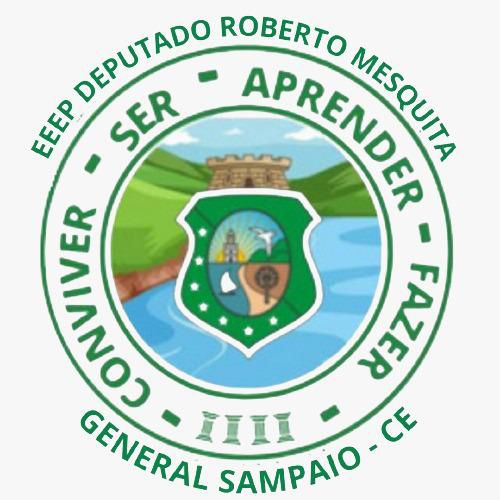 EEEP DEPUTADO ROBERTO MESQUITA
CONVIVER - SER - APRENDER - FAZER -
GENERAL SAMPAIO - CE